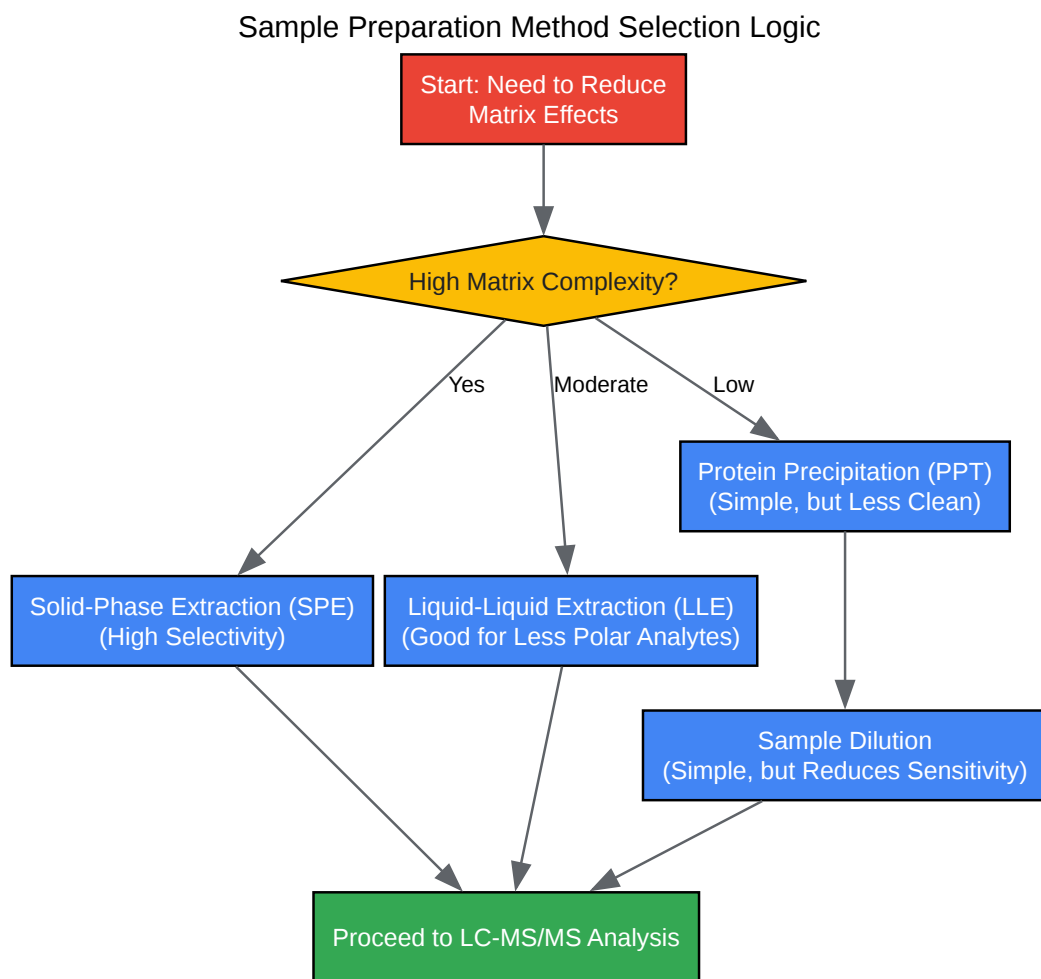 Sample Preparation Method Selection Logic
Start: Need to Reduce
Matrix Effects
High Matrix Complexity?
Yes
Moderate
Low
Protein Precipitation (PPT)
(Simple, but Less Clean)
Solid-Phase Extraction (SPE)
(High Selectivity)
Liquid-Liquid Extraction (LLE)
(Good for Less Polar Analytes)
Sample Dilution
(Simple, but Reduces Sensitivity)
Proceed to LC-MS/MS Analysis